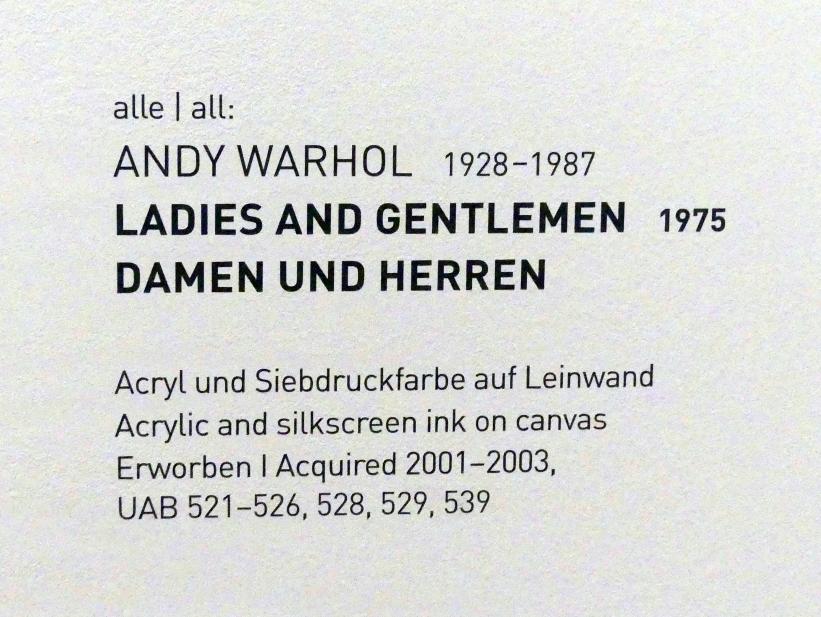 alle | all:
ANDY WARHOL 1928–1987
LADIES AND GENTLEMEN 1975
DAMEN UND HERREN
Acryl und Siebdruckfarbe auf Leinwand
Acrylic and silkscreen ink on canvas
Erworben | Acquired 2001–2003,
UAB 521–526, 528, 529, 539